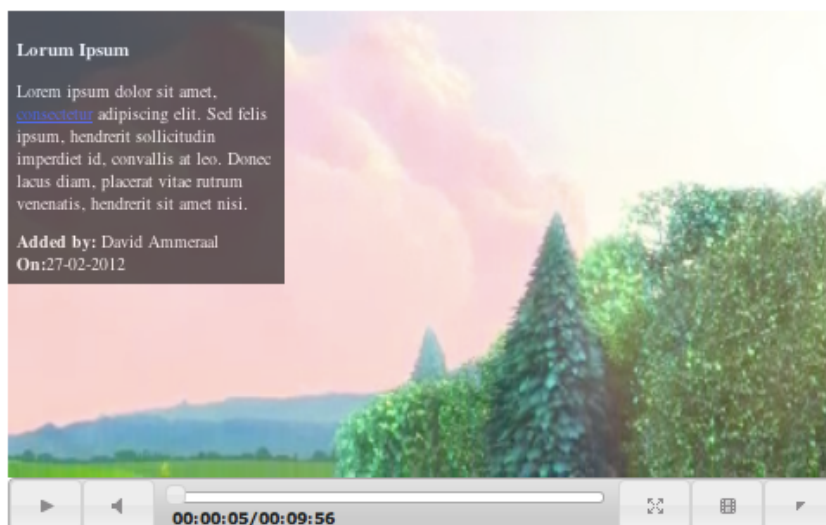 Lorum Ipsum
Lorem ipsum dolor sit amet,
consectetur adipiscing elit. Sed felis
ipsum, hendrerit sollicitudin
imperdiet id, convallis at leo. Donec
lacus diam, placerat vitae rutrum
venenatis, hendrerit sit amet nisi.
Added by: David Ammeraal
On:27-02-2012
00:00:05/00:09:56